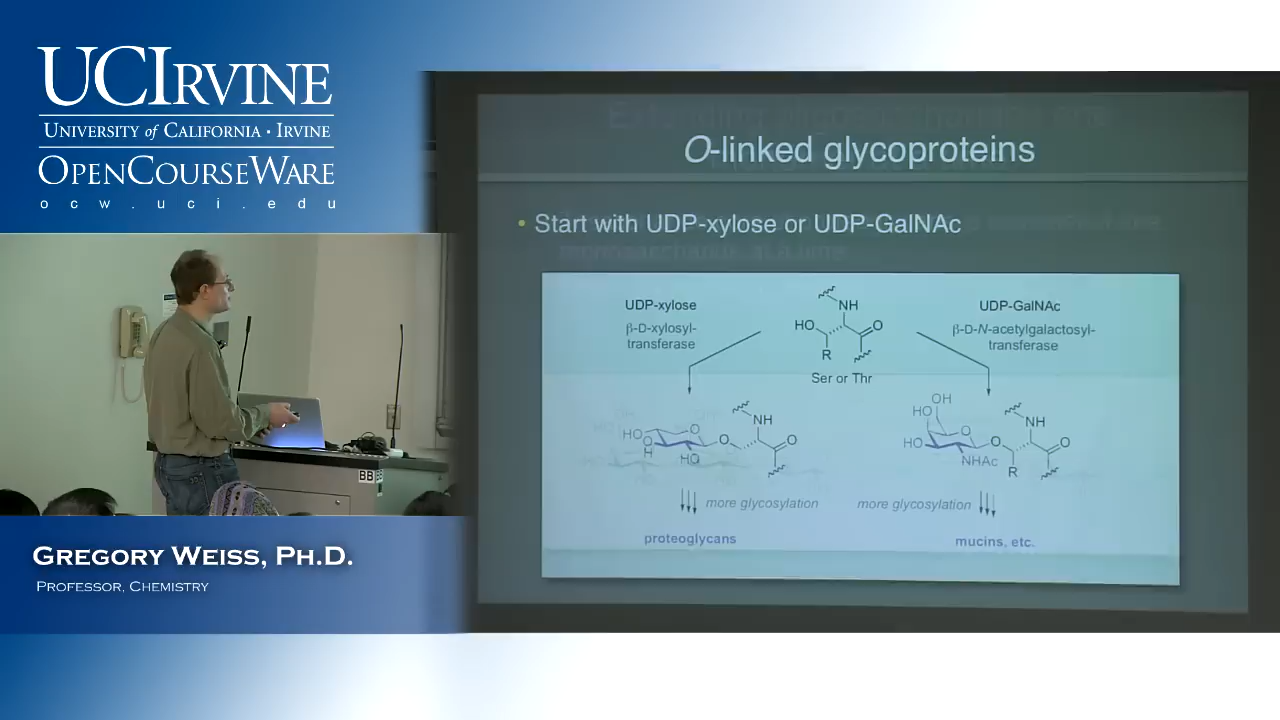 UCIRVINE
UNIVERSITY of CALIFORNIA · IRVINE
OPENCOURSEWARE
ocw.uci.edu
GREGORY WEISS, PH.D.
PROFESSOR, CHEMISTRY
O-linked glycoproteins
• Start with UDP-xylose or UDP-GalNAc
UDP-xylose
β-D-xylosyl-
transferase
NH
HO
O
R
Ser or Thr
UDP-GalNAc
β-D-N-acetylgalactosyl-
transferase
HO
HO
O
HO
O
NH
O
H
OH
HO
HO
O
NHAc
O
NH
O
R
more glycosylation
more glycosylation
proteoglycans
mucins, etc.
BB